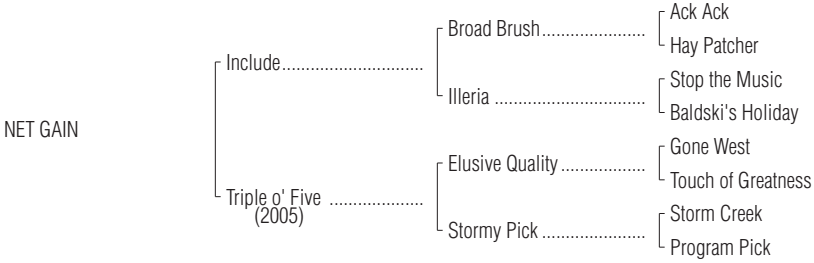 Ack Ack
Broad Brush......................
Hay Patcher
Include..............................
Stop the Music
Illeria ................................
Baldski's Holiday
NET GAIN
Gone West
Elusive Quality ..................
Touch of Greatness
Triple o' Five ....................
(2005)
Storm Creek
Stormy Pick ......................
Program Pick